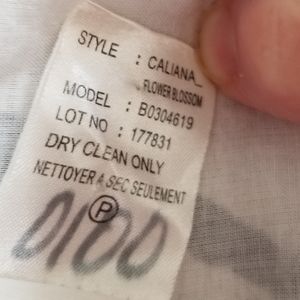 STYLE : CALIANA_
FLOWER BLOSSOM
MODEL : B0304619
LOT NO : 177831
DRY CLEAN ONLY
NETTOYER A SEC SEULEMENT
P
0100